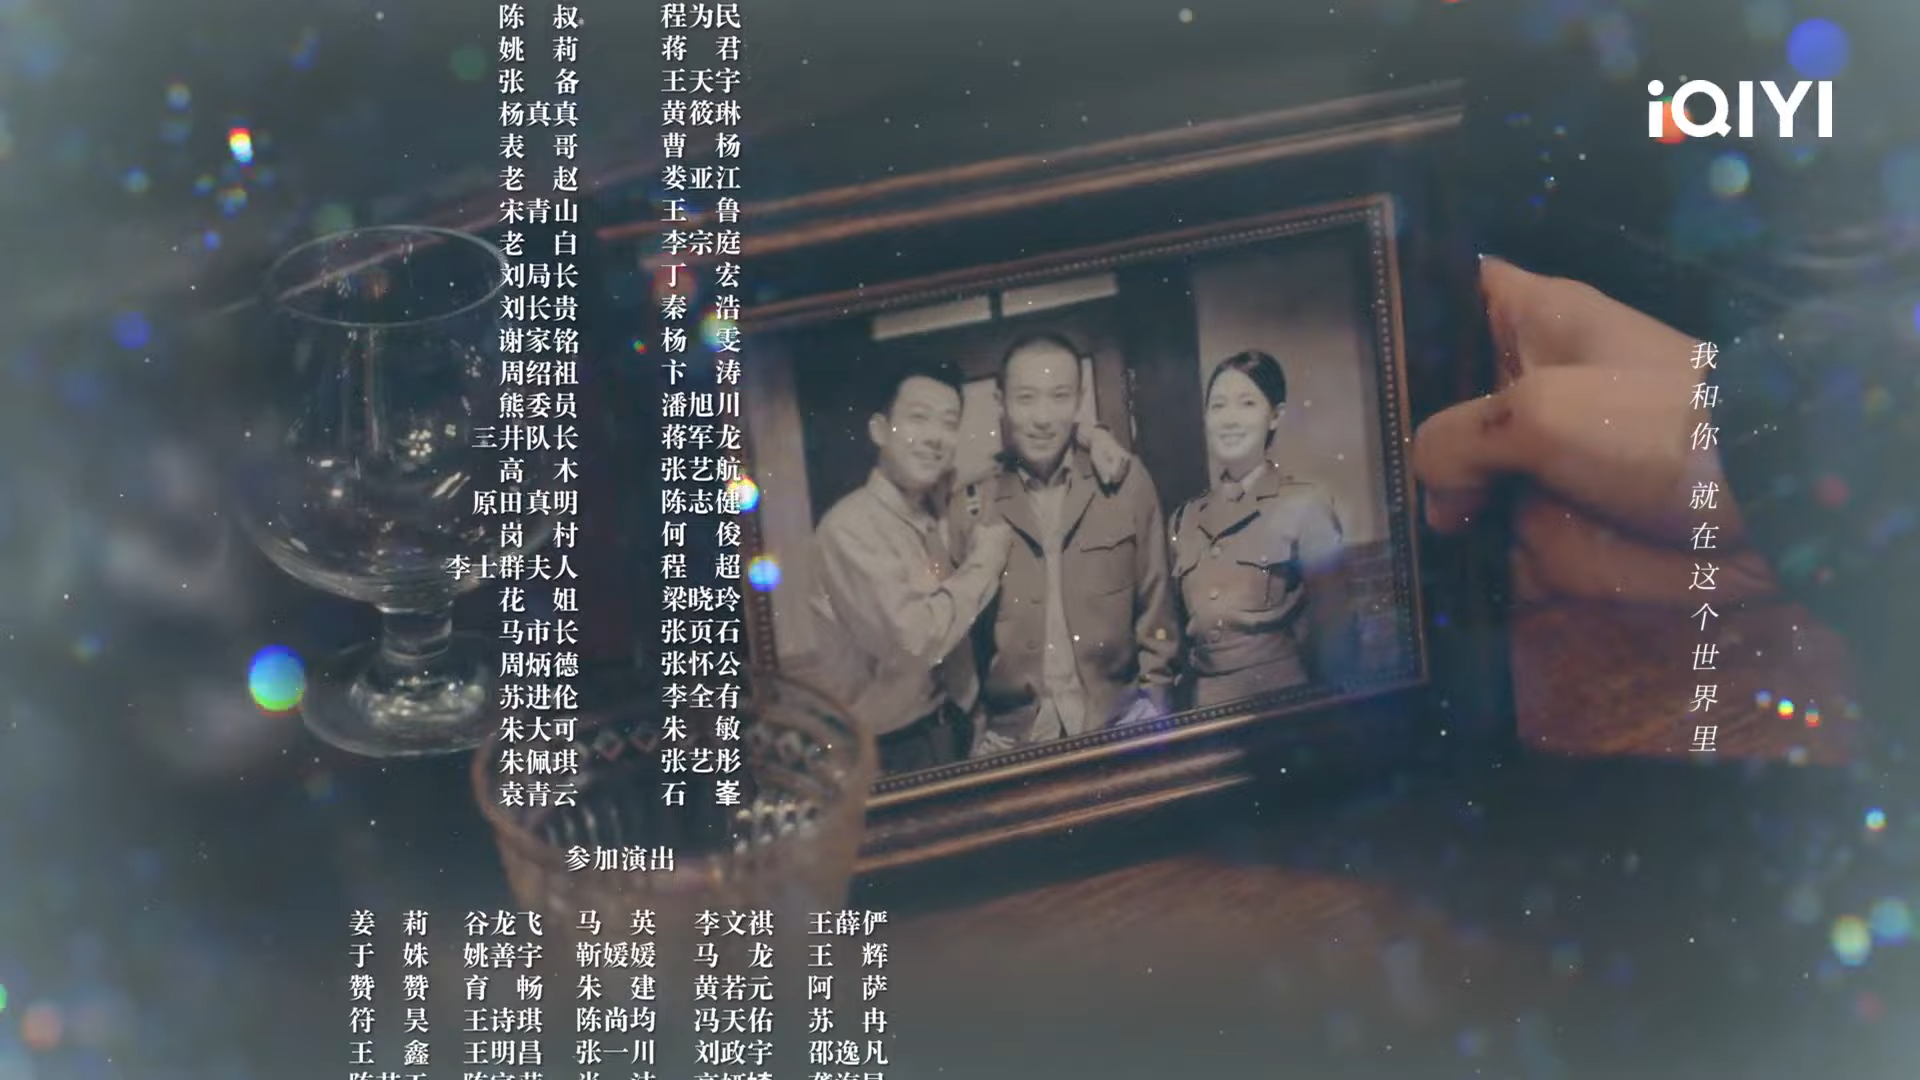 陈叔 程为民
姚莉 蒋君
张备 王天宇
杨真真 黄筱琳
表哥 曹杨
老赵 娄亚江
宋青山 王鲁
老白 李宗庭
刘局长 丁宏
刘长贵 秦浩
谢家铭 杨雯
周绍祖 卞涛
熊委员 潘旭川
三井队长 蒋军龙
高木 张艺航
原田真明 陈志健
岗村 何俊
李士群夫人 程超
花姐 梁晓玲
马市长 张页石
周炳德 张怀公
苏进伦 李全有
朱大可 朱敏
朱佩琪 张艺彤
袁青云 石峯
参加演出
姜莉 谷龙飞 马英 李文祺 王薛俨
于姝 姚善宇 靳媛媛 马龙 王辉
赞赞 育畅 朱建 黄若元 阿萨
符昊 王诗琪 陈尚均 冯天佑 苏冉
王鑫 王明昌 张一川 刘政宇 邵逸凡
iQIYI
我和你 就在这个世界里